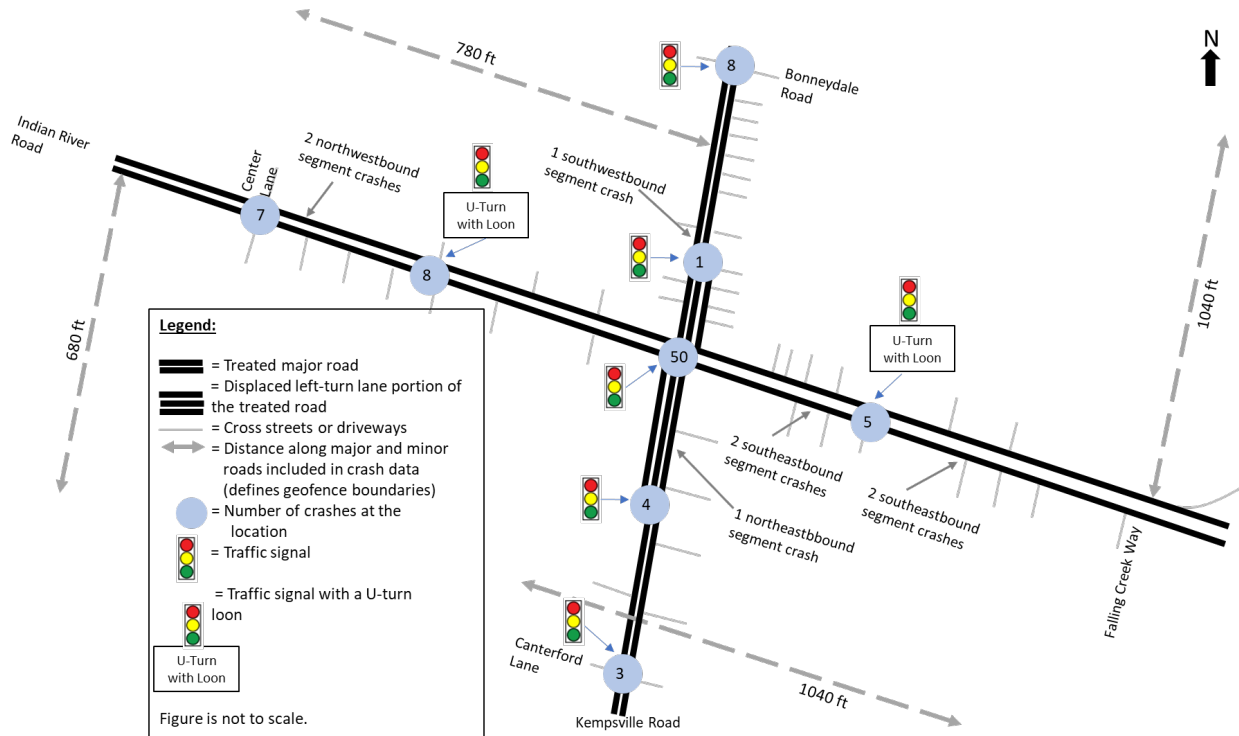 780 ft
8
Bonneydale
Road
N
Indian River
Road
2 northwestbound
segment crashes
Center
Lane
7
U-Turn
with Loon
8
1 southwestbound
segment crash
1
50
U-Turn
with Loon
5
1040 ft
680 ft
2 southeastbound
segment crashes
2 southeastbound
segment crashes
1 northeastbbound
segment crash
4
Falling Creek Way
Canterford
Lane
3
1040 ft
Kempsville Road
Legend:
= Treated major road
= Displaced left-turn lane portion of
the treated road
= Cross streets or driveways
= Distance along major and minor
roads included in crash data
(defines geofence boundaries)
= Number of crashes at the
location
= Traffic signal
= Traffic signal with a U-turn
loon
U-Turn
with Loon
Figure is not to scale.